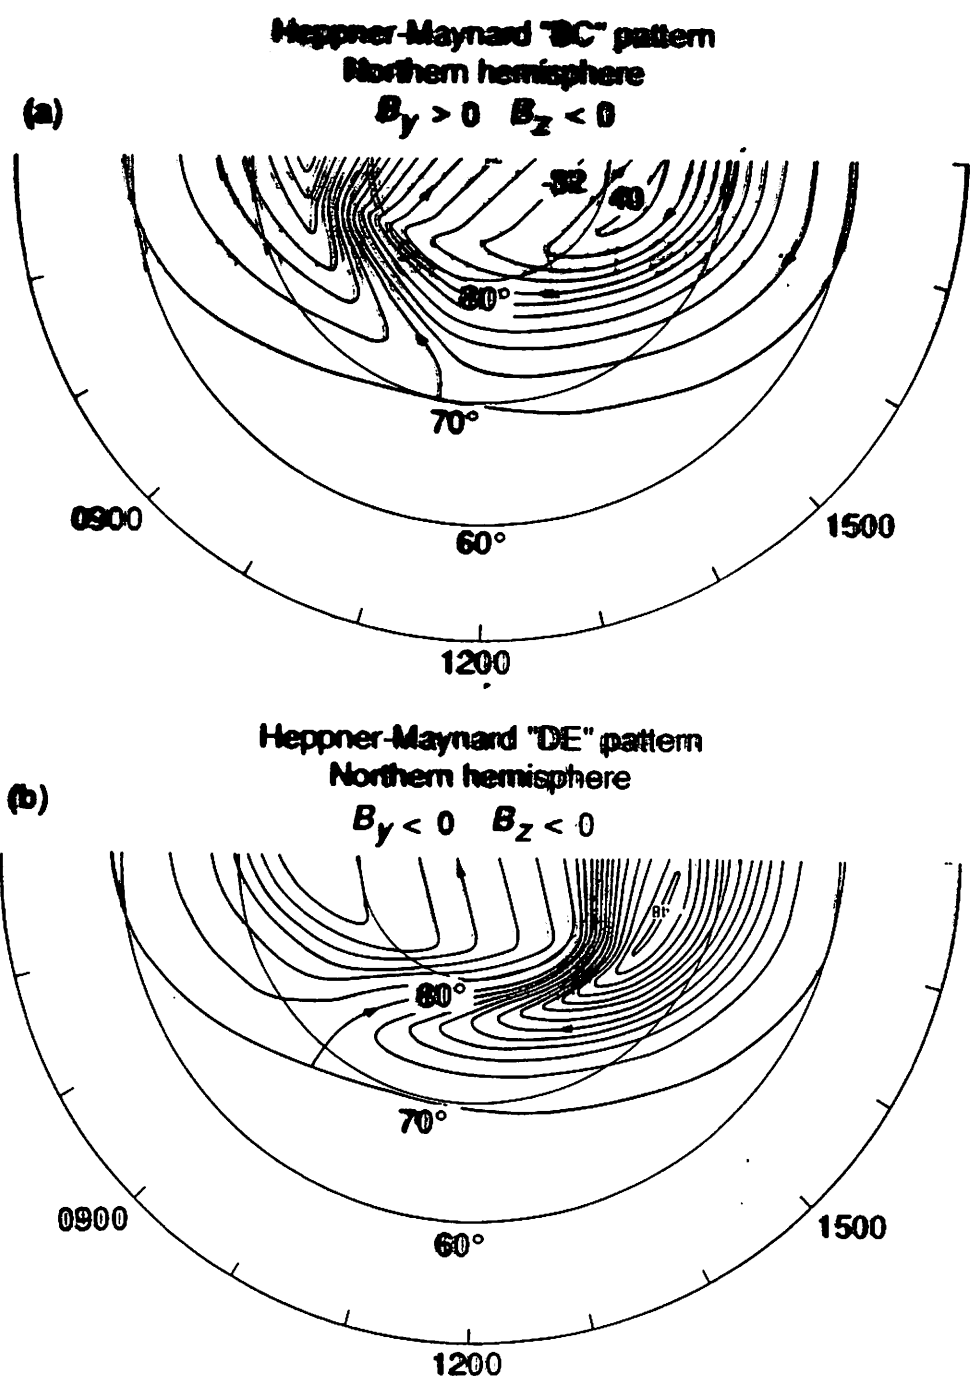 Heppner-Maynard "BC" pattern
Northern hemisphere
(a)
By > 0 Bz < 0
40
80°
70°
0900
1500
60°
1200
Heppner-Maynard "DE" pattern
Northern hemisphere
(b)
By < 0 Bz < 0
80°
70°
0900
1500
60°
1200